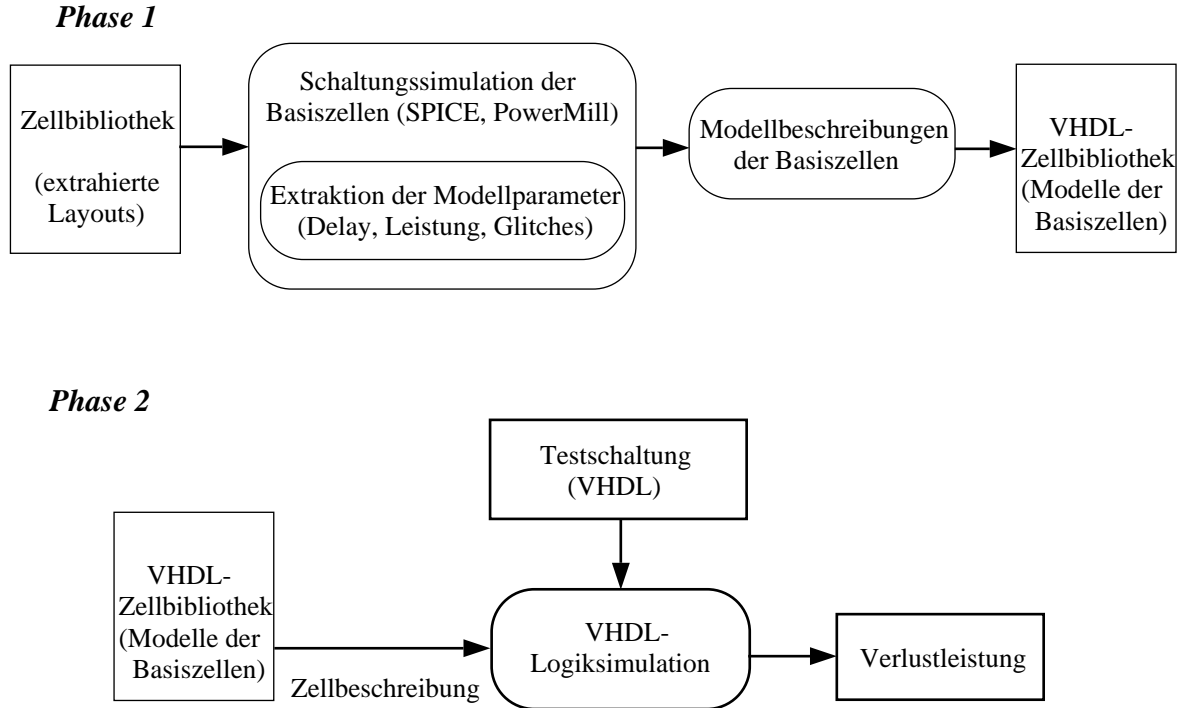 Phase 1
Zellbibliothek
(extrahierte
Layouts)
Schaltungssimulation der
Basiszellen (SPICE, PowerMill)
Extraktion der Modellparameter
(Delay, Leistung, Glitches)
Modellbeschreibungen
der Basiszellen
VHDL-
Zellbibliothek
(Modelle der
Basiszellen)
Phase 2
Testschaltung
(VHDL)
VHDL-
Zellbibliothek
(Modelle der
Basiszellen)
Zellbeschreibung
VHDL-
Logiksimulation
Verlustleistung